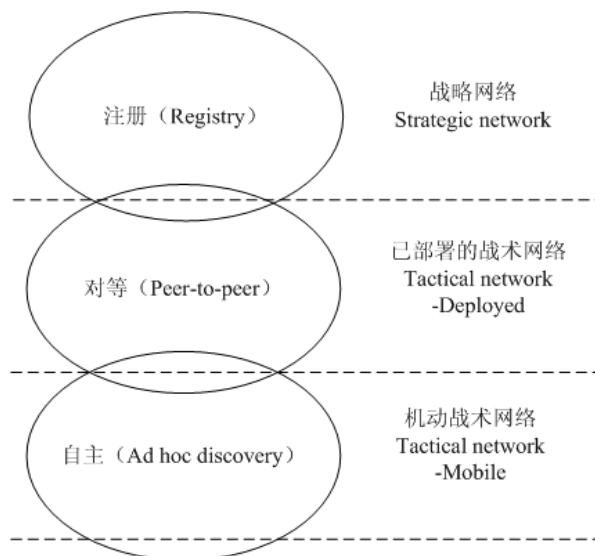 注册（Registry）
战略网络
Strategic network
对等（Peer-to-peer）
已部署的战术网络
Tactical network
-Deployed
自主（Ad hoc discovery）
机动战术网络
Tactical network
-Mobile